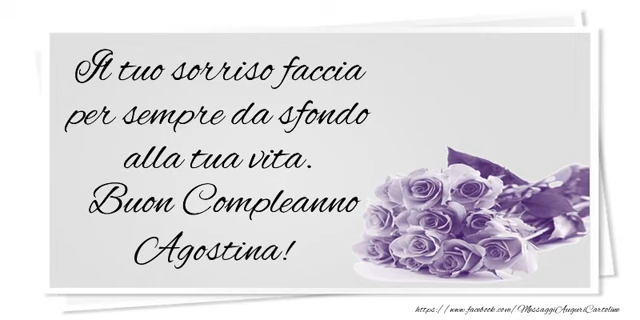 Il tuo sorriso faccia
per sempre da sfondo
alla tua vita.
Buon Compleanno
Agostina!
https://www.facebook.com/MessaggiAuguriCartoline